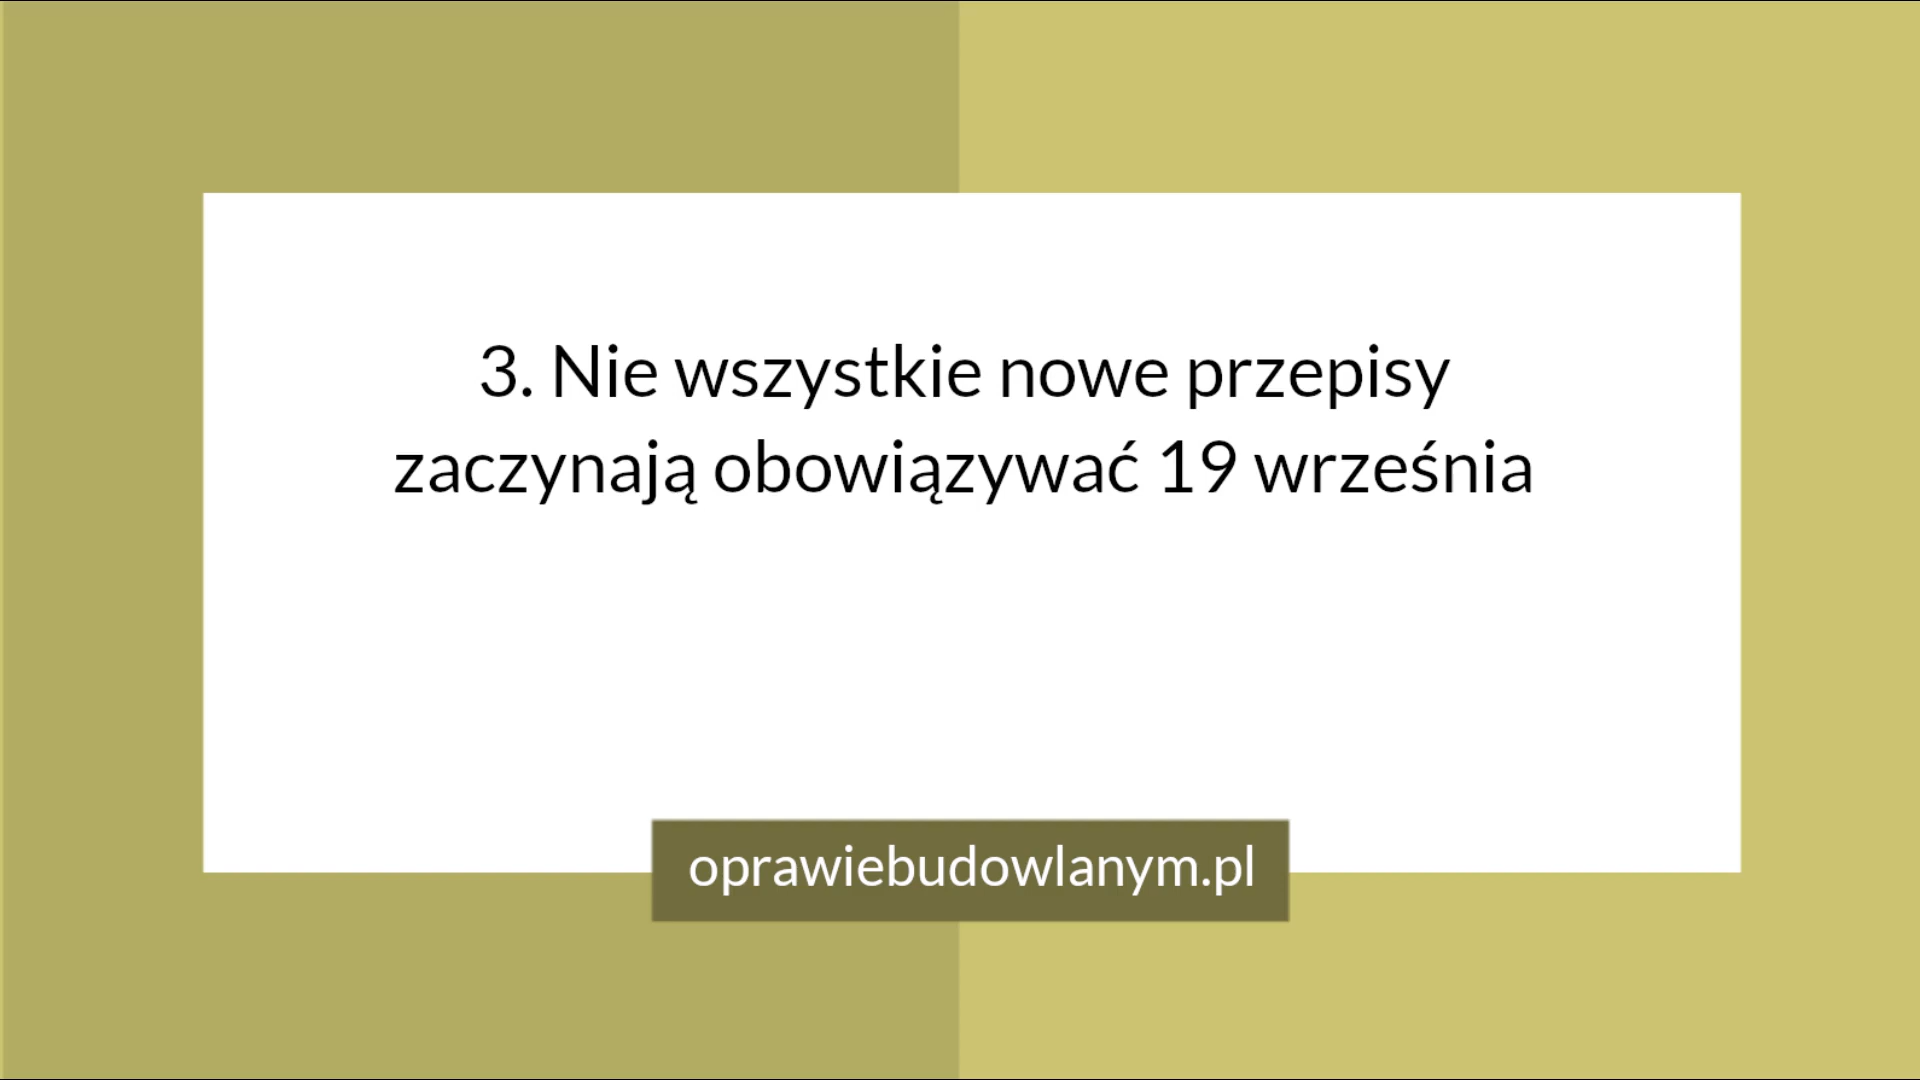 3. Nie wszystkie nowe przepisy
zaczynają obowiązywać 19 września
oprawiebudowlanym.pl